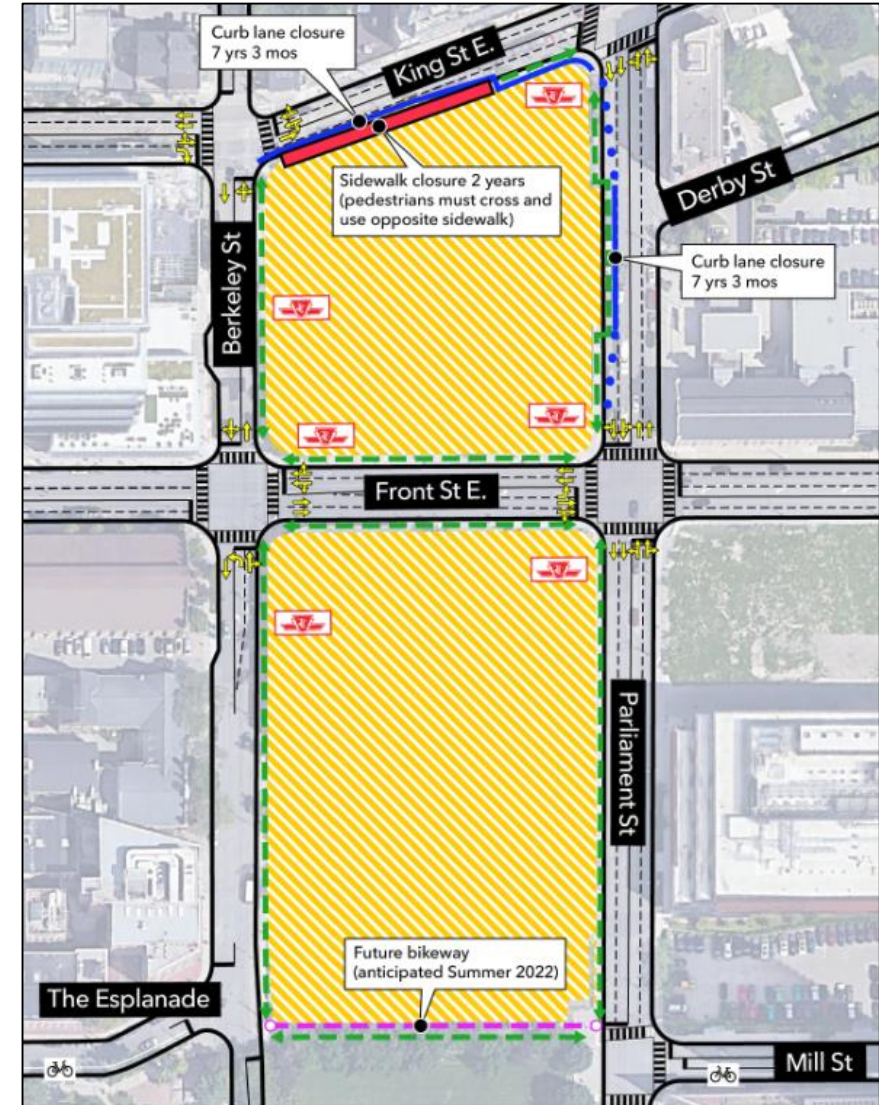 Curb lane closure
7 yrs 3 mos
King St E.
Sidewalk closure 2 years
(pedestrians must cross and
use opposite sidewalk)
Derby St
Curb lane closure
7 yrs 3 mos
Berkeley St
Front St E.
Parliament St
Future bikeway
(anticipated Summer 2022)
The Esplanade
Mill St